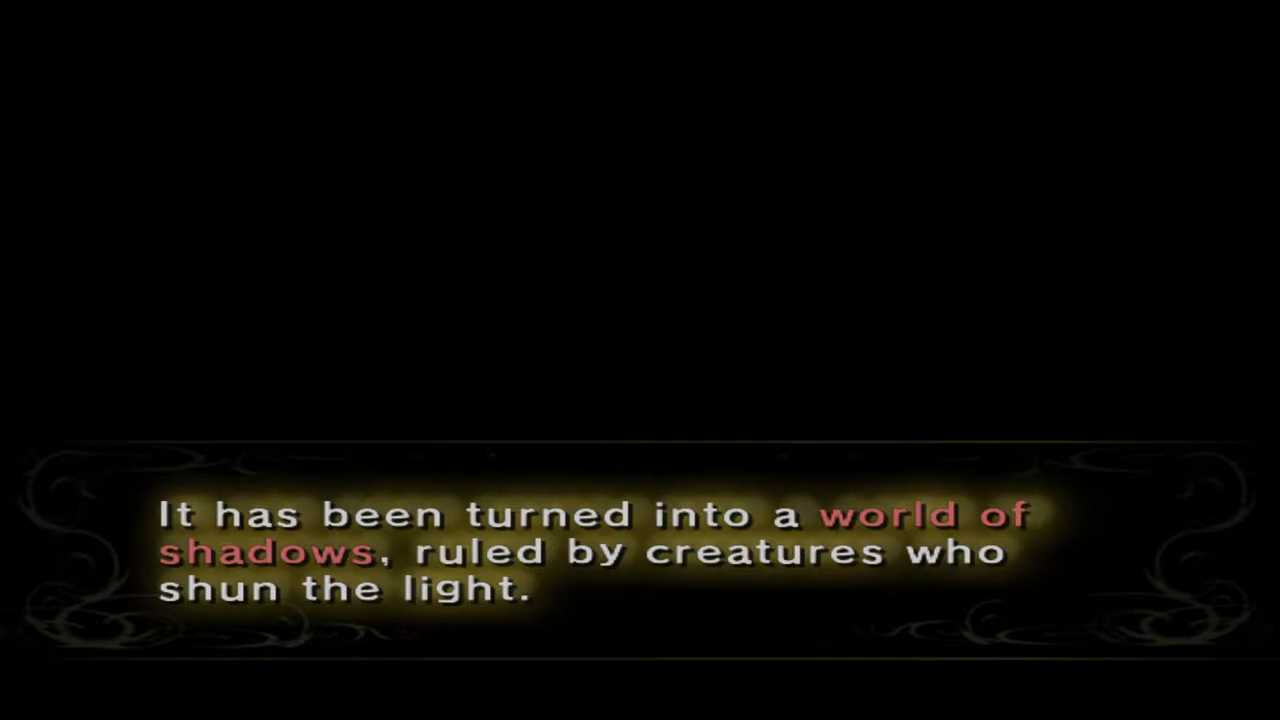 It has been turned into a world of
shadows, ruled by creatures who
shun the light.